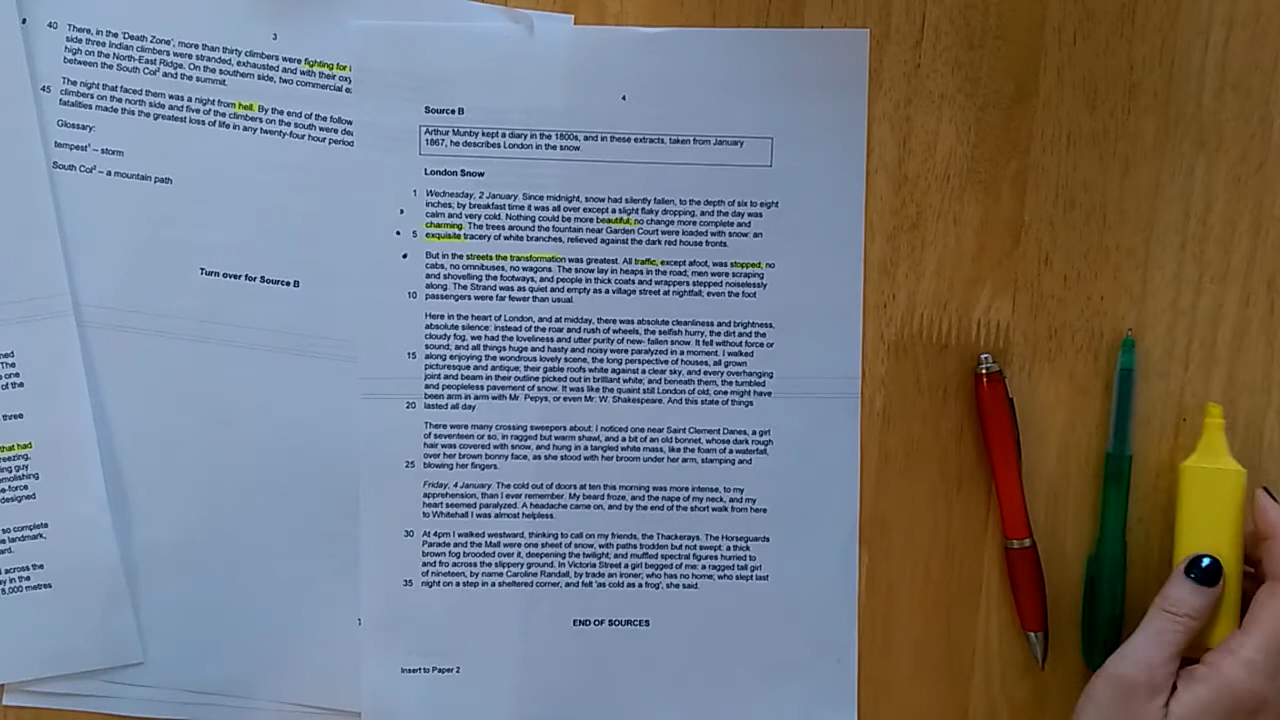 3
40 There, in the 'Death Zone', more than thirty climbers were fighting for
side three Indian climbers were stranded, exhausted and with their oxy
high on the North-East Ridge. On the southern side, two commercial e
between the South Col² and the summit.
The night that faced them was a night from hell. By the end of the follow
45 climbers on the north side and five of the climbers on the south were dea
fatalities made this the greatest loss of life in any twenty-four hour period
Glossary:
tempest¹ – storm
South Col² – a mountain path
Turn over for Source B
ned
The
one
of the
three
that had
reezing.
ing guy
molishing
e-force
designed
so complete
e landmark,
ard.
across the
ay in the
8,000 metres
4
Source B
Arthur Munby kept a diary in the 1800s, and in these extracts, taken from January
1867, he describes London in the snow.
London Snow
1 Wednesday, 2 January. Since midnight, snow had silently fallen, to the depth of six to eight
inches; by breakfast time it was all over except a slight flaky dropping, and the day was
calm and very cold. Nothing could be more beautiful; no change more complete and
charming. The trees around the fountain near Garden Court were loaded with snow: an
5 exquisite tracery of white branches, relieved against the dark red house fronts.
But in the streets the transformation was greatest. All traffic, except afoot, was stopped; no
cabs, no omnibuses, no wagons. The snow lay in heaps in the road; men were scraping
and shovelling the footways, and people in thick coats and wrappers stepped noiselessly
along. The Strand was as quiet and empty as a village street at nightfall; even the foot
10 passengers were far fewer than usual.
Here in the heart of London, and at midday, there was absolute cleanliness and brightness,
absolute silence: instead of the roar and rush of wheels, the selfish hurry, the dirt and the
cloudy fog, we had the loveliness and utter purity of new- fallen snow. It fell without force or
sound; and all things huge and hasty and noisy were paralyzed in a moment. I walked
15 along enjoying the wondrous lovely scene, the long perspective of houses, all grown
picturesque and antique; their gable roofs white against a clear sky, and every overhanging
joint and beam in their outline picked out in brilliant white; and beneath them, the tumbled
and peopleless pavement of snow. It was like the quaint still London of old; one might have
been arm in arm with Mr. Pepys, or even Mr. W. Shakespeare. And this state of things
20 lasted all day.
There were many crossing sweepers about: I noticed one near Saint Clement Danes, a girl
of seventeen or so, in ragged but warm shawl, and a bit of an old bonnet, whose dark rough
hair was covered with snow, and hung in a tangled white mass, like the foam of a waterfall,
over her brown bonny face, as she stood with her broom under her arm, stamping and
25 blowing her fingers.
Friday, 4 January. The cold out of doors at ten this morning was more intense, to my
apprehension, than I ever remember. My beard froze, and the nape of my neck, and my
heart seemed paralyzed. A headache came on, and by the end of the short walk from here
to Whitehall I was almost helpless.
30 At 4pm I walked westward, thinking to call on my friends, the Thackerays. The Horseguards
Parade and the Mall were one sheet of snow, with paths trodden but not swept: a thick
brown fog brooded over it, deepening the twilight; and muffled spectral figures hurried to
and fro across the slippery ground. In Victoria Street a girl begged of me: a ragged tall girl
of nineteen, by name Caroline Randall, by trade an ironer; who has no home; who slept last
35 night on a step in a sheltered corner, and felt 'as cold as a frog', she said.
END OF SOURCES
Insert to Paper 2